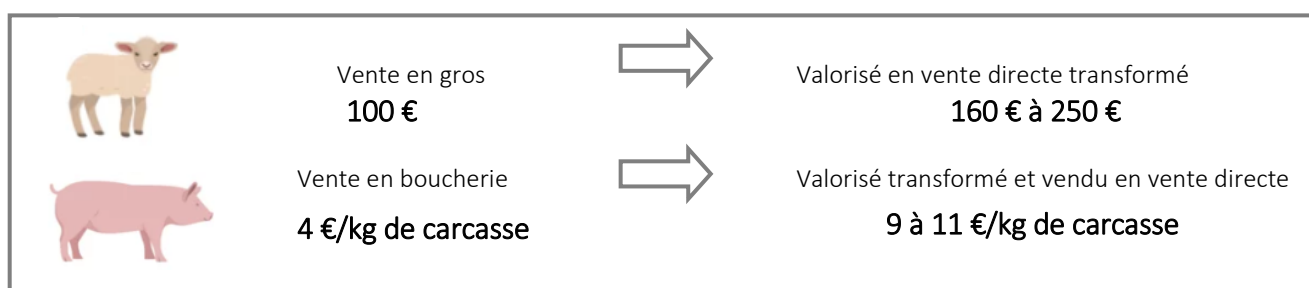 Vente en gros
100 €
Valorisé en vente directe transformé
160 € à 250 €
Vente en boucherie
4 €/kg de carcasse
Valorisé transformé et vendu en vente directe
9 à 11 €/kg de carcasse